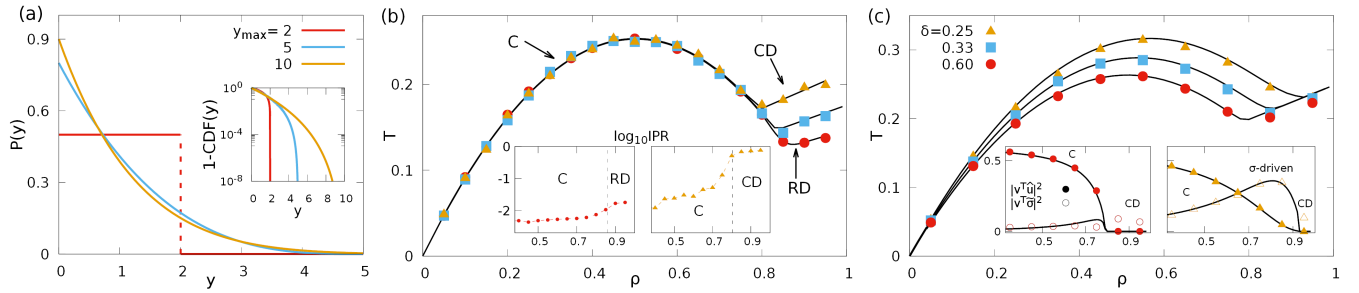 (a)
P(y)
0.9
0.6
0.3
0
0 1 2 3 4 5
y
y_max= 2
5
10
1-CDF(y)
10^0
10^-4
10^-8
0 2 4 6 8 10
y
(b)
T
0.2
0.1
0
0 0.2 0.4 0.6 0.8 1
ρ
C
CD
RD
log10IPR
0
-1
-2
C RD
0.5 0.7 0.9
C CD
0.5 0.7 0.9
(c)
T
0.3
0.2
0.1
0
0 0.2 0.4 0.6 0.8 1
ρ
δ=0.25
0.33
0.60
0.5
0
C
|v^Tû|^2
|v^Tσ̅|^2
CD
0.5 0.7 0.9
σ-driven
C
CD
0.5 0.7 0.9